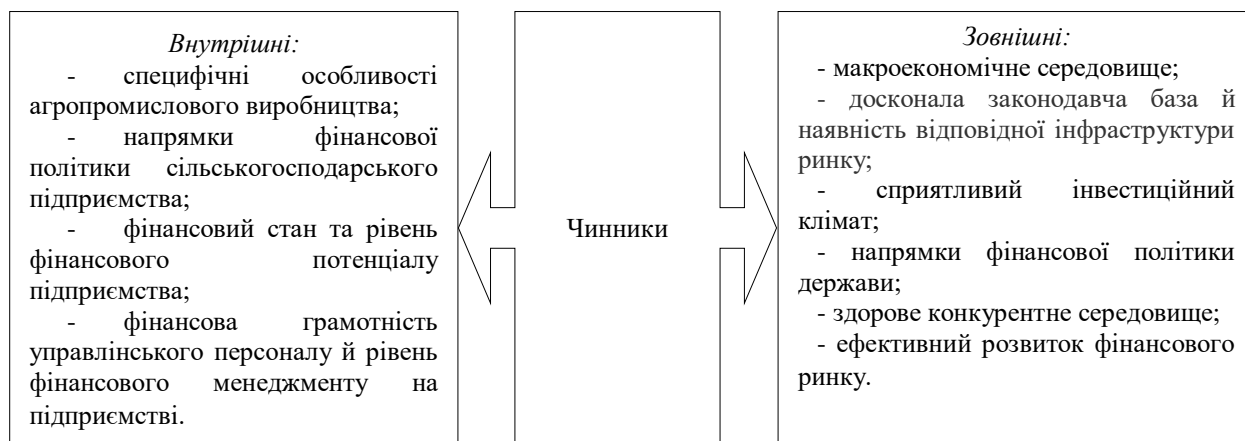 Внутрішні:
- специфічні особливості
агропромислового виробництва;
- напрямки фінансової
політики сільськогосподарського
підприємства;
- фінансовий стан та рівень
фінансового потенціалу
підприємства;
- фінансова грамотність
управлінського персоналу й рівень
фінансового менеджменту на
підприємстві.
Чинники
Зовнішні:
- макроекономічне середовище;
- досконала законодавча база й
наявність відповідної інфраструктури
ринку;
- сприятливий інвестиційний
клімат;
- напрямки фінансової політики
держави;
- здорове конкурентне середовище;
- ефективний розвиток фінансового
ринку.